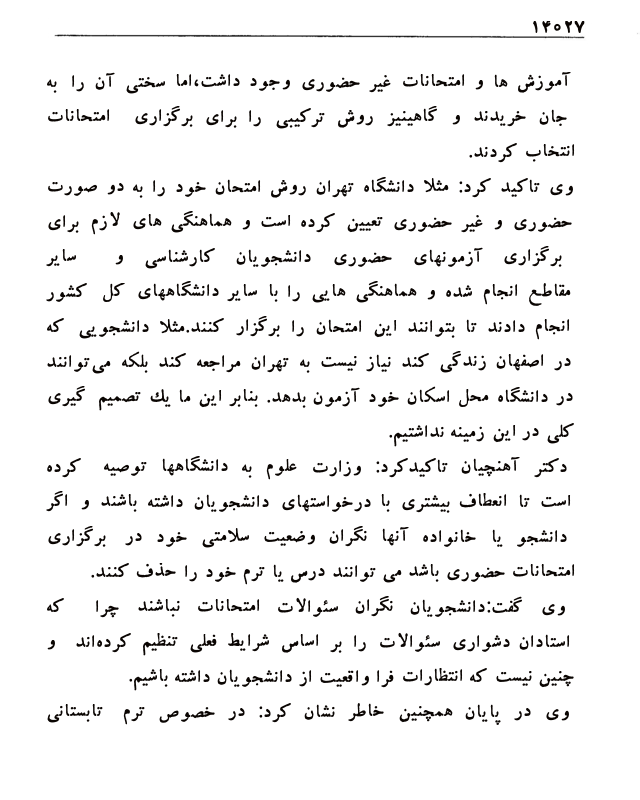 ۱۴۰۲۷
آموزش ها و امتحانات غیر حضوری وجود داشت،اما سختی آن را به
جان خریدند و گاهینیز روش ترکیبی را برای برگزاری امتحانات
انتخاب کردند.
وی تاکید کرد: مثلا دانشگاه تهران روش امتحان خود را به دو صورت
حضوری و غیر حضوری تعیین کرده است و هماهنگی های لازم برای
برگزاری آزمونهای حضوری دانشجویان کارشناسی و سایر
مقاطع انجام شده و هماهنگی هایی را با سایر دانشگاههای کل کشور
انجام دادند تا بتوانند این امتحان را برگزار کنند.مثلا دانشجویی که
در اصفهان زندگی کند نیاز نیست به تهران مراجعه کند بلکه می‌توانند
در دانشگاه محل اسکان خود آزمون بدهد. بنابر این ما یك تصمیم گیری
کلی در این زمینه نداشتیم.
دکتر آهنچیان تاکیدکرد: وزارت علوم به دانشگاهها توصیه کرده
است تا انعطاف بیشتری با درخواستهای دانشجویان داشته باشند و اگر
دانشجو یا خانواده آنها نگران وضعیت سلامتی خود در برگزاری
امتحانات حضوری باشد می توانند درس یا ترم خود را حذف کنند.
وی گفت:دانشجویان نگران سئوالات امتحانات نباشند چرا که
استادان دشواری سئوالات را بر اساس شرایط فعلی تنظیم کرده‌اند و
چنین نیست که انتظارات فرا واقعیت از دانشجویان داشته باشیم.
وی در پایان همچنین خاطر نشان کرد: در خصوص ترم تابستانی